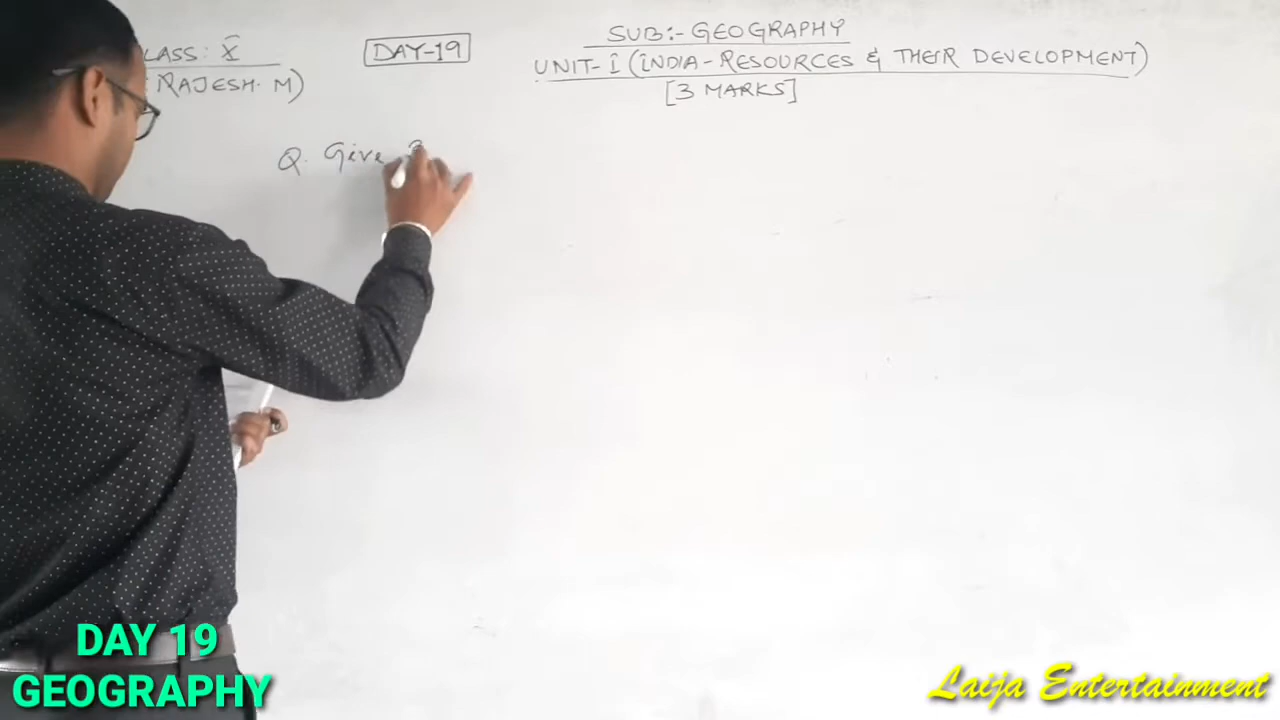 LASS: X
(RAJESH. M)
DAY-19
SUB:- GEOGRAPHY
UNIT- I (INDIA - RESOURCES & THEIR DEVELOPMENT)
[3 MARKS]
Q. Give
DAY 19
GEOGRAPHY
Laija Entertainment